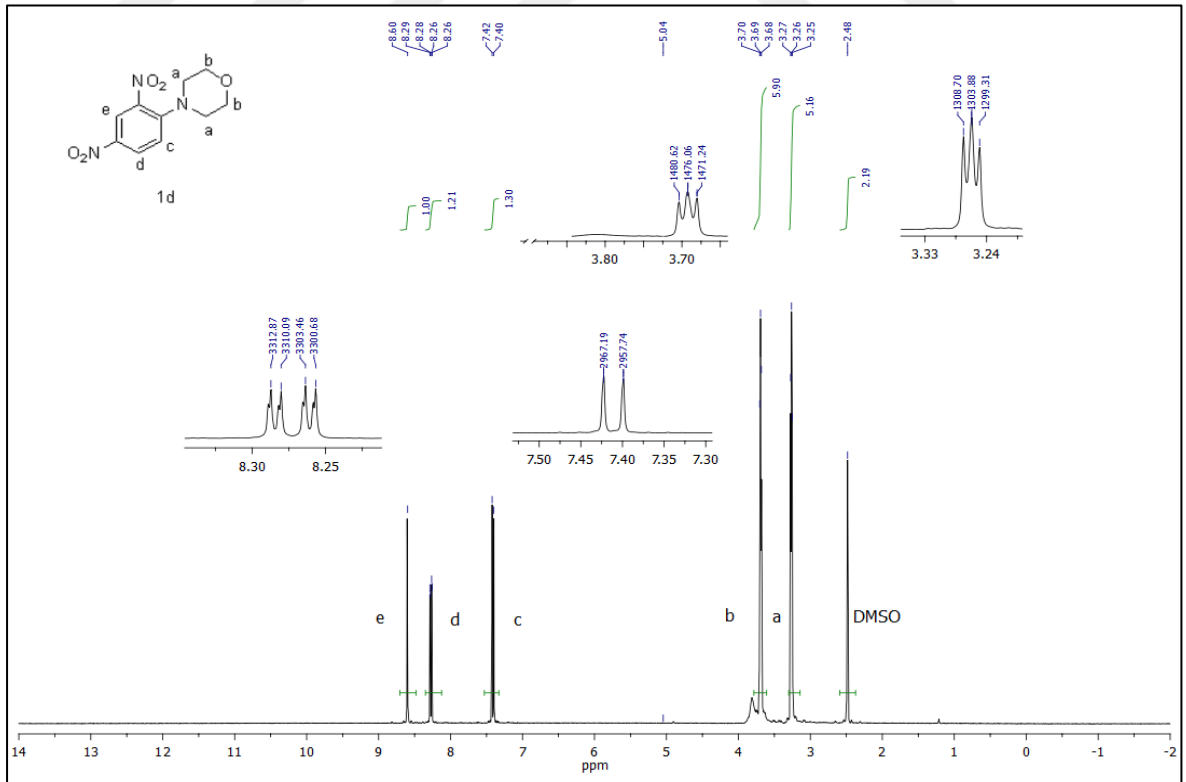 8.60
8.29
8.28
8.26
8.26
7.42
7.40
5.04
3.70
3.69
3.68
3.27
3.26
3.25
2.48
b
a
NO₂
O
e
N
b
a
O₂N
c
d
1d
1.00
1.21
1.30
5.90
5.16
2.19
1480.62
1476.06
1471.24
3.80 3.70
1308.70
1303.88
1299.31
3.33 3.24
3312.87
3310.09
3303.46
3300.68
8.30 8.25
2967.19
2957.74
7.50 7.45 7.40 7.35 7.30
e d c b a DMSO
14 13 12 11 10 9 8 7 6 5 4 3 2 1 0 -1 -2
ppm